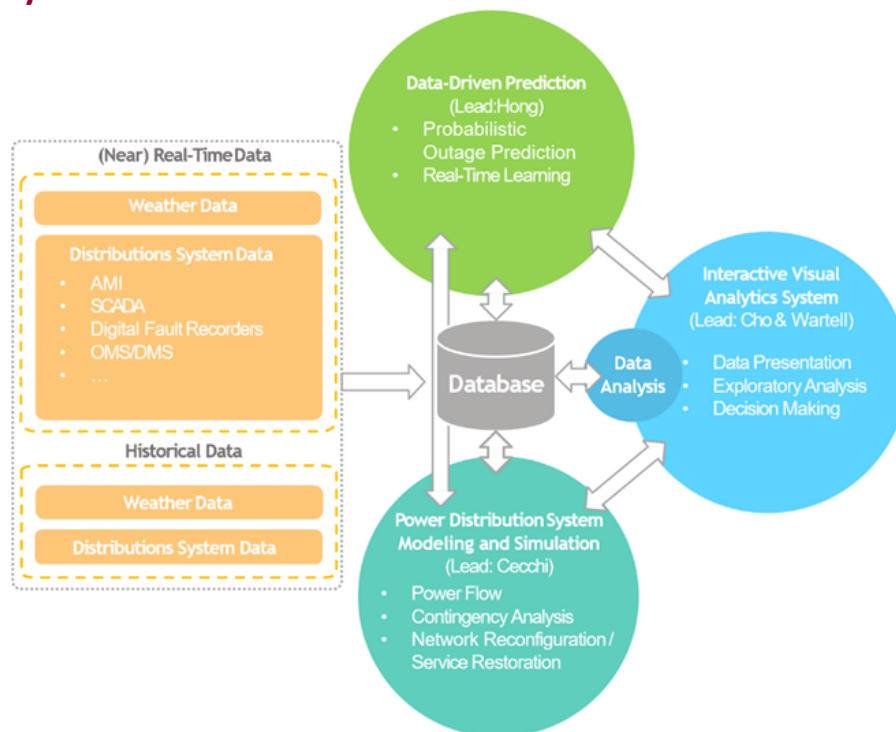 (Near) Real-Time Data
Weather Data
Distributions System Data
• AMI
• SCADA
• Digital Fault Recorders
• OMS/DMS
• …
Historical Data
Weather Data
Distributions System Data
Data-Driven Prediction
(Lead:Hong)
• Probabilistic
Outage Prediction
• Real-Time Learning
Database
Data
Analysis
Interactive Visual
Analytics System
(Lead: Cho & Wartell)
• Data Presentation
• Exploratory Analysis
• Decision Making
Power Distribution System
Modeling and Simulation
(Lead: Cecchi)
• Power Flow
• Contingency Analysis
• Network Reconfiguration /
Service Restoration